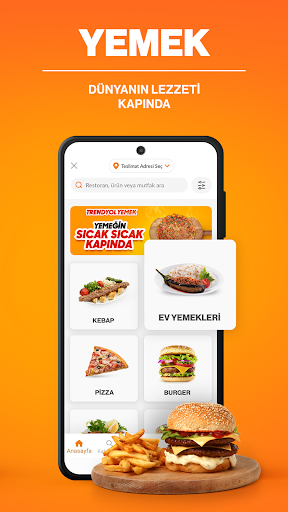 YEMEK
DÜNYANIN LEZZETİ
KAPINDA
Teslimat Adresi Seç
Restoran, ürün veya mutfak ara
TRENDYOL YEMEK
YEMEĞİN
SICAK SICAK
KAPINDA
KEBAP
EV YEMEKLERİ
PİZZA
BURGER
Anasayfa